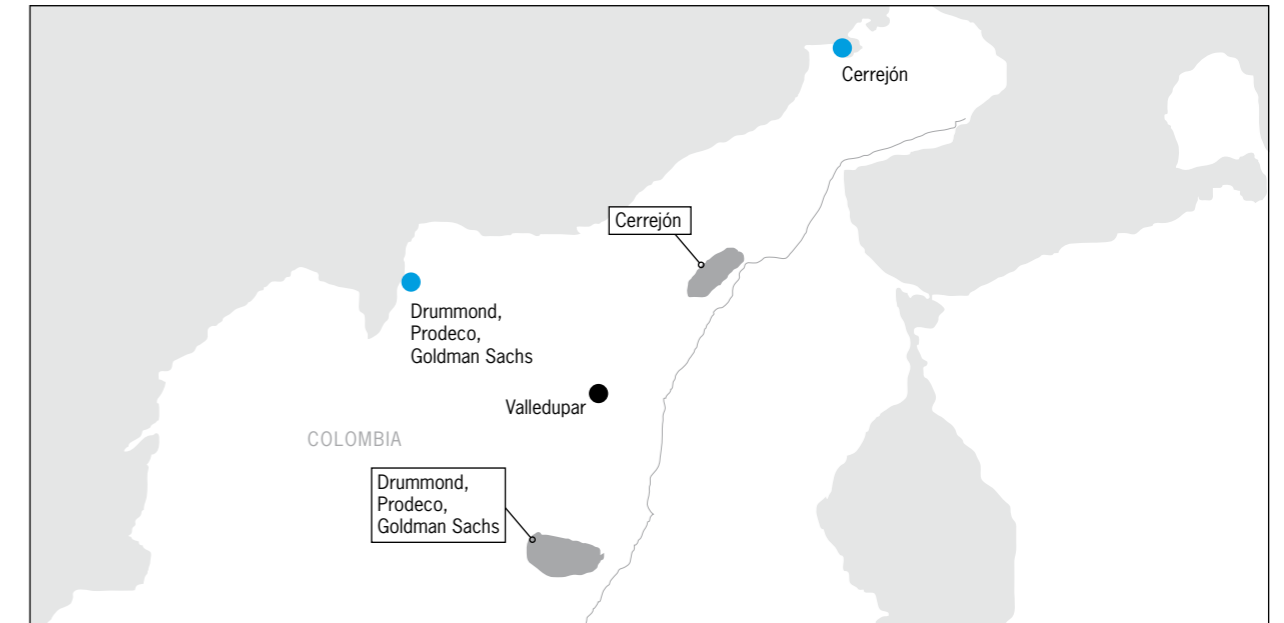 Cerrejón
Cerrejón
Drummond,
Prodeco,
Goldman Sachs
Valledupar
COLOMBIA
Drummond,
Prodeco,
Goldman Sachs